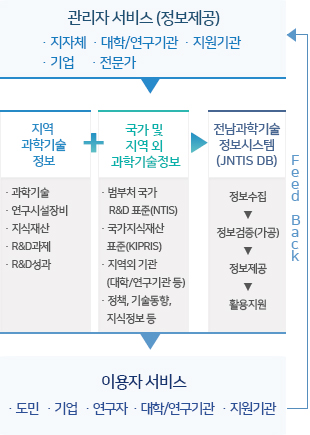 관리자 서비스 (정보제공)
· 지자체 · 대학/연구기관 · 지원기관
· 기업 · 전문가
지역
과학기술
정보
· 과학기술
· 연구시설장비
· 지식재산
· R&D과제
· R&D성과
국가 및
지역 외
과학기술정보
· 범부처 국가
R&D 표준(NTIS)
· 국가지식재산
표준(KIPRIS)
· 지역외 기관
(대학/연구기관 등)
· 정책, 기술동향,
지식정보 등
전남과학기술
정보시스템
(JNTIS DB)
정보수집
정보검증(가공)
정보제공
활용지원
Feed Back
이용자 서비스
· 도민 · 기업 · 연구자 · 대학/연구기관 · 지원기관